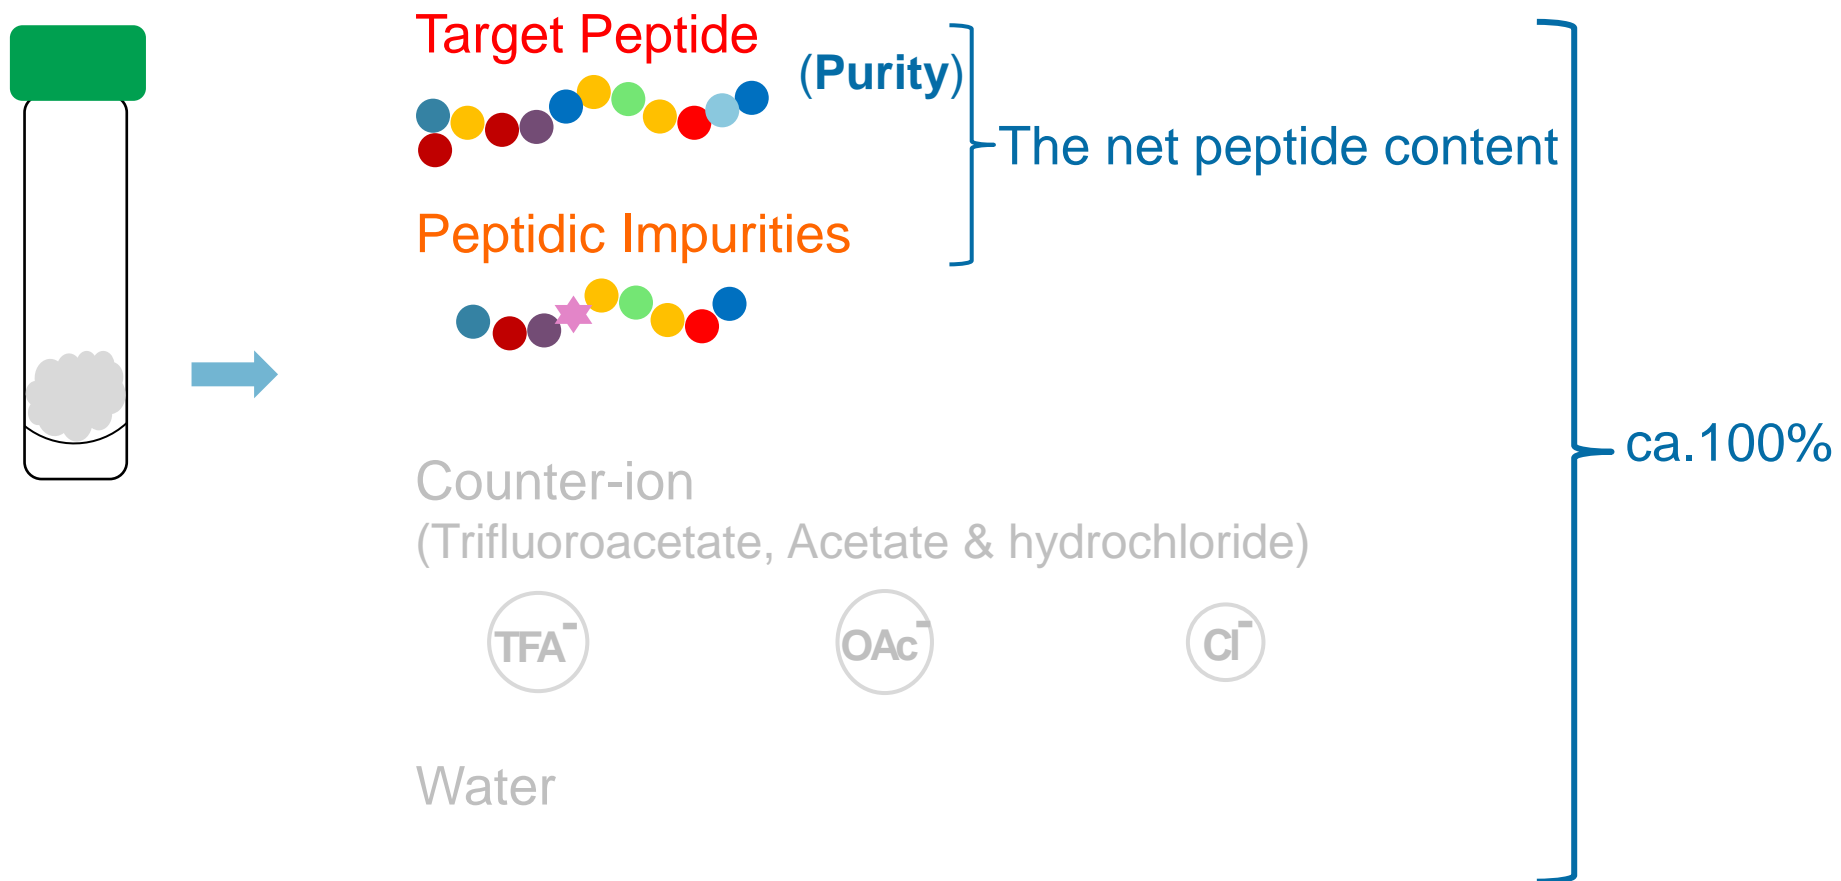 Target Peptide
(Purity)
The net peptide content
Peptidic Impurities
ca.100%
Counter-ion
(Trifluoroacetate, Acetate & hydrochloride)
TFA⁻
OAc⁻
Cl⁻
Water